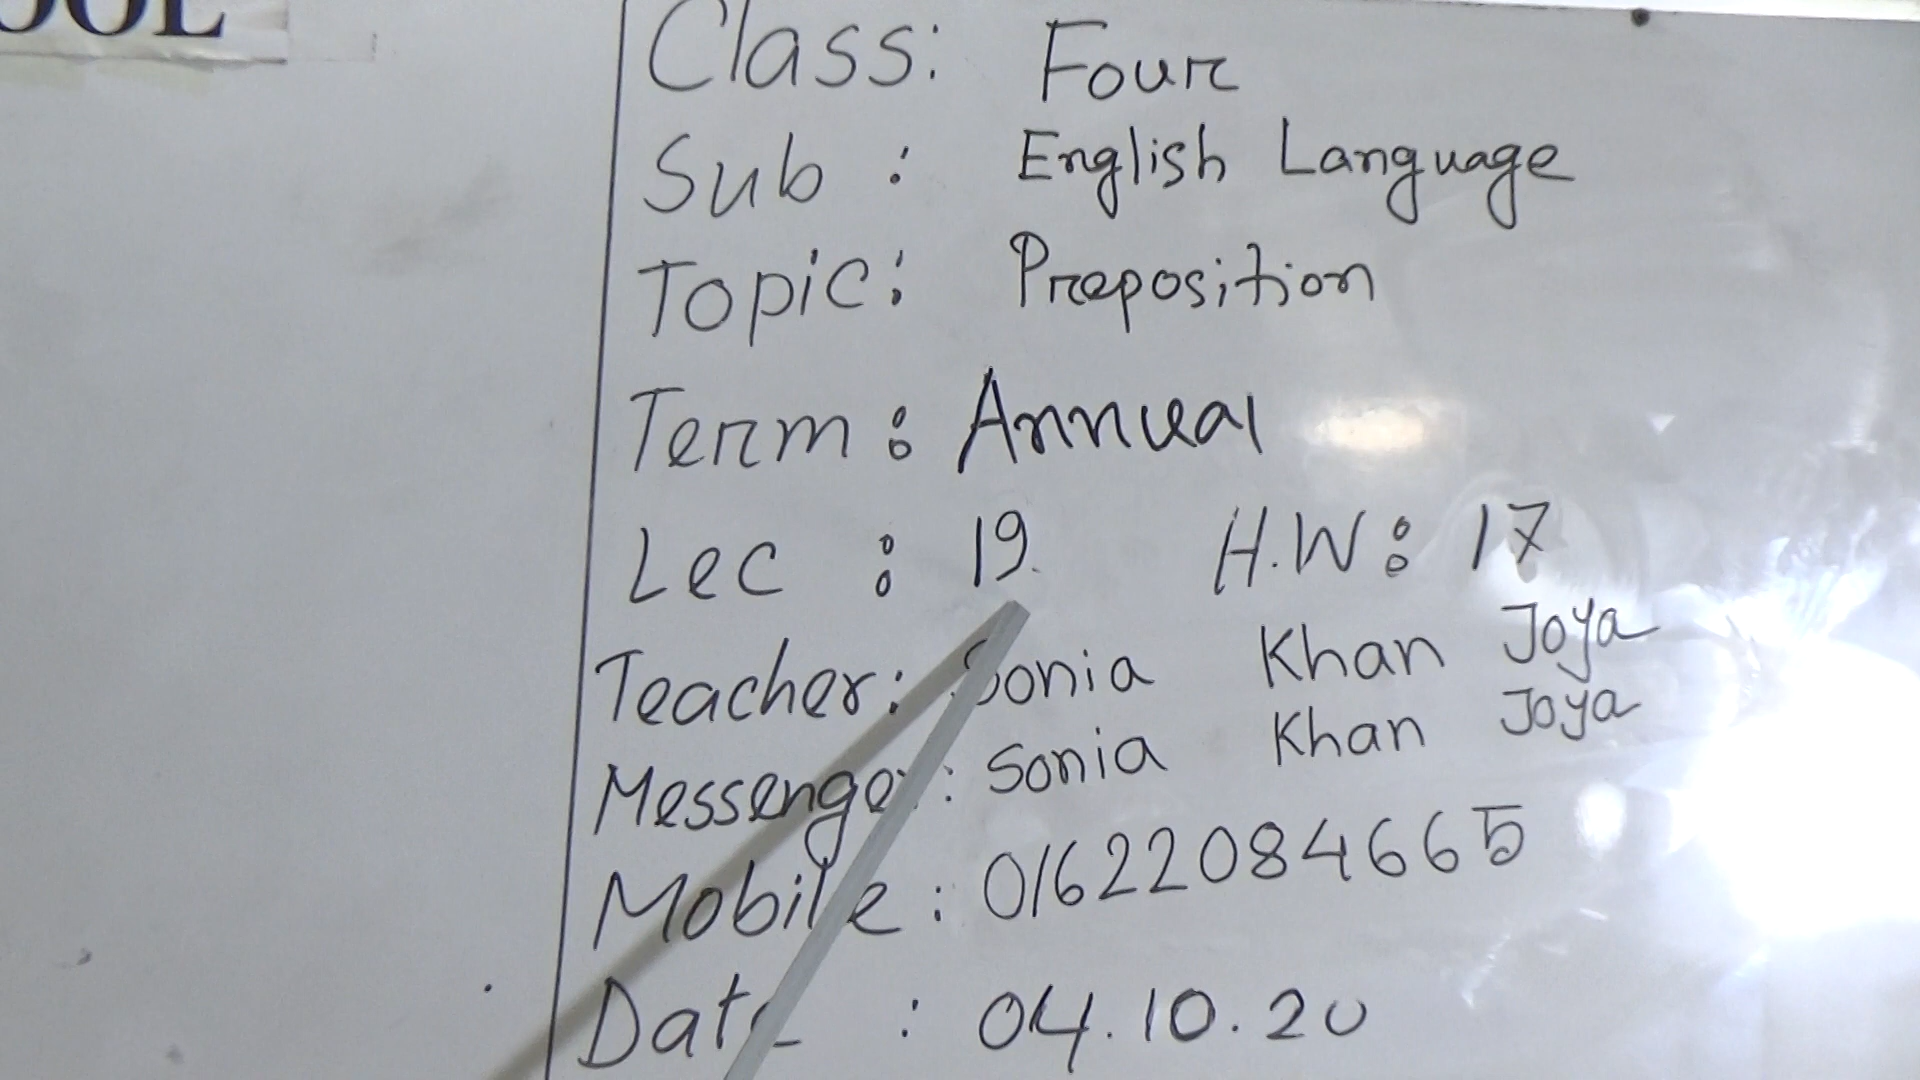 OOL
Class: Four
Sub : English Language
Topic: Preposition
Term : Annual
Lec : 19 H.W : 17
Teacher: Sonia Khan Joya
Messenger: Sonia Khan Joya
Mobile : 01622084665
Date : 04.10.20